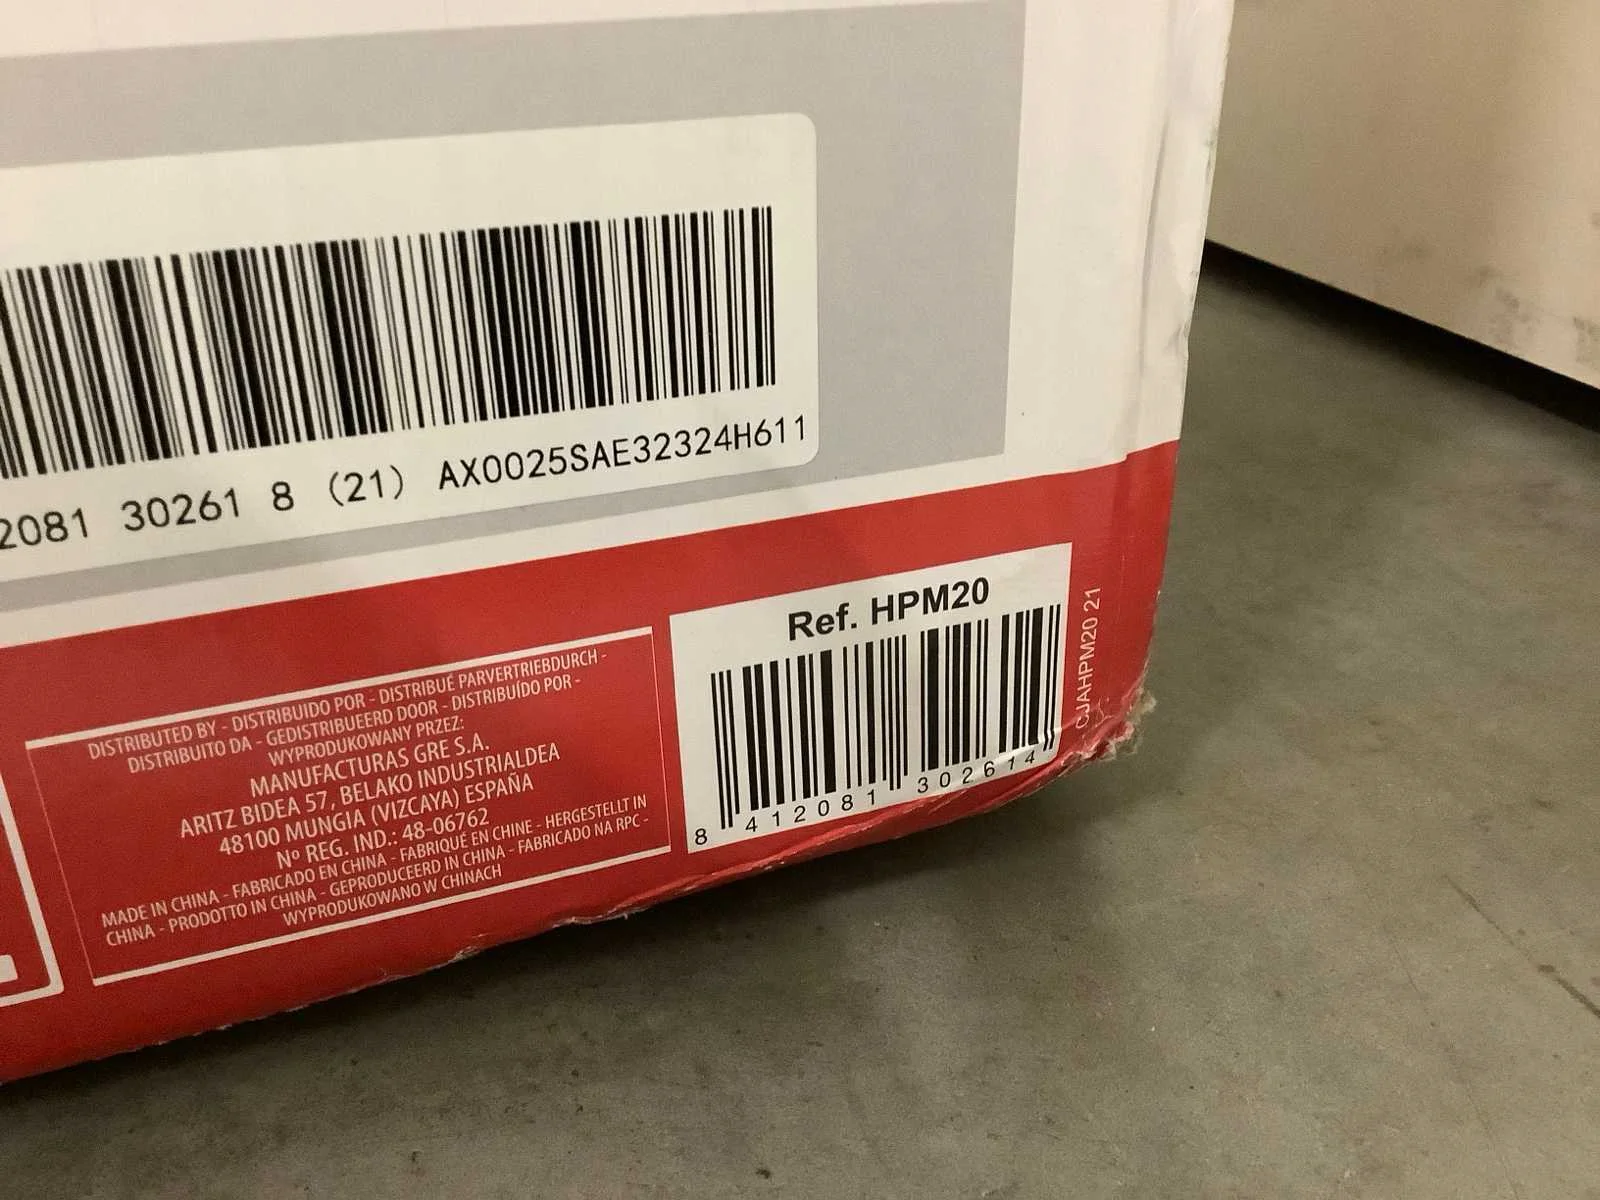 2081 30261 8 (21) AX0025SAE32324H611
DISTRIBUTED BY - DISTRIBUIDO POR - DISTRIBUÉ PARVERTRIEBDURCH -
DISTRIBUITO DA - GEDISTRIBUEERD DOOR - DISTRIBUÍDO POR -
WYPRODUKOWANY PRZEZ:
MANUFACTURAS GRE S.A.
ARITZ BIDEA 57, BELAKO INDUSTRIALDEA
48100 MUNGIA (VIZCAYA) ESPAÑA
Nº REG. IND.: 48-06762
MADE IN CHINA - FABRICADO EN CHINA - FABRIQUÉ EN CHINE - HERGESTELLT IN
CHINA - PRODOTTO IN CHINA - GEPRODUCEERD IN CHINA - FABRICADO NA RPC -
WYPRODUKOWANO W CHINACH
Ref. HPM20
8 412081 302614
CJAHPM20 21